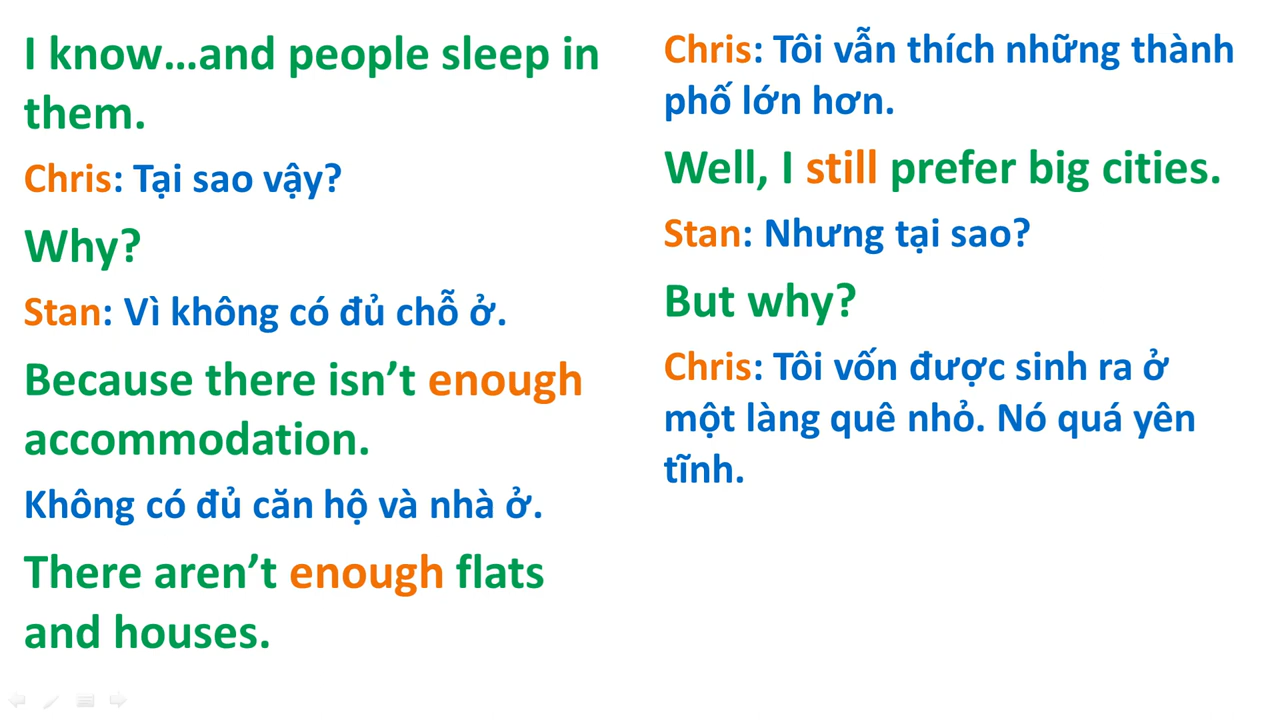 I know…and people sleep in
them.
Chris: Tại sao vậy?
Why?
Stan: Vì không có đủ chỗ ở.
Because there isn’t enough
accommodation.
Không có đủ căn hộ và nhà ở.
There aren’t enough flats
and houses.
Chris: Tôi vẫn thích những thành
phố lớn hơn.
Well, I still prefer big cities.
Stan: Nhưng tại sao?
But why?
Chris: Tôi vốn được sinh ra ở
một làng quê nhỏ. Nó quá yên
tĩnh.